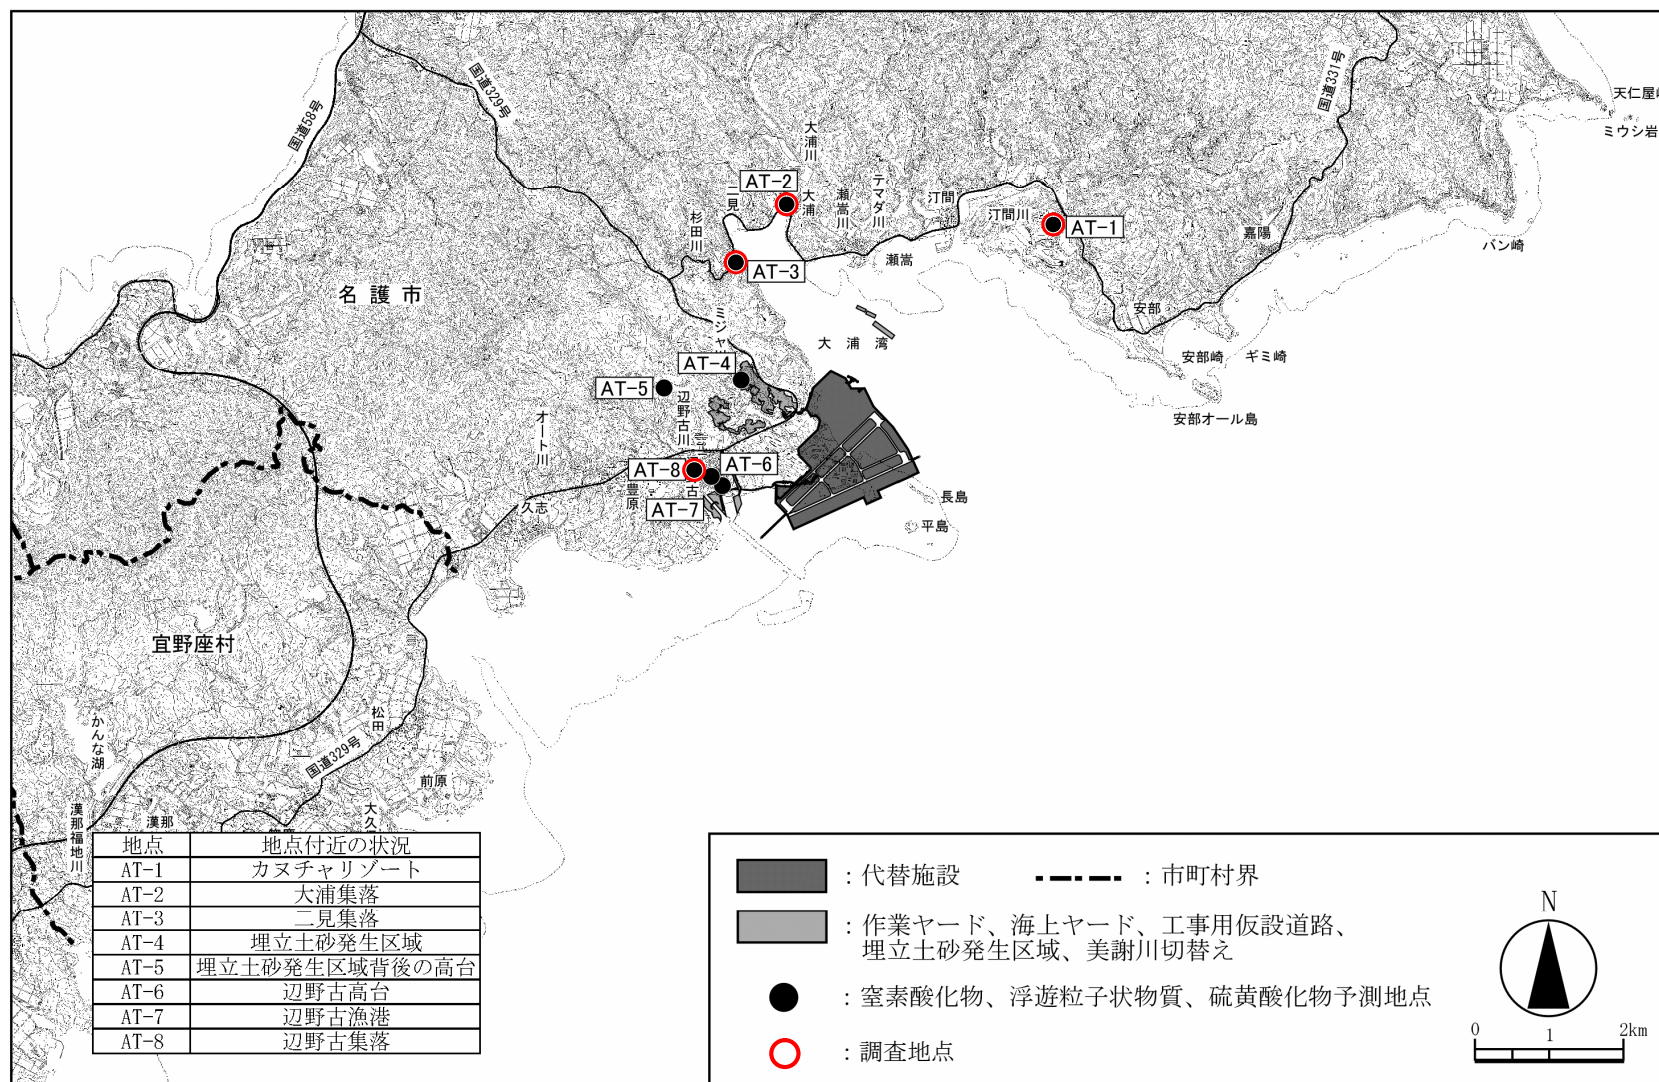 国道58号
国道329号
国道331号
天仁屋
ミウシ岩
大浦川
AT-2
二見
大浦
瀬嵩川
テマダ川
汀間
汀間川
AT-1
嘉陽
バン崎
杉田川
AT-3
瀬嵩
名護市
安部
ミジャ
大浦湾
安部崎
ギミ崎
AT-4
AT-5
安部オール島
辺野古川
オート川
AT-8
AT-6
豊原
古
久志
AT-7
長島
平島
宜野座村
かんな湖
松田
国道329号
前原
漢那福地川
漢那
大久
地点 地点付近の状況
AT-1 カヌチャリゾート
AT-2 大浦集落
AT-3 二見集落
AT-4 埋立土砂発生区域
AT-5 埋立土砂発生区域背後の高台
AT-6 辺野古高台
AT-7 辺野古漁港
AT-8 辺野古集落
：代替施設
：市町村界
：作業ヤード、海上ヤード、工事用仮設道路、
埋立土砂発生区域、美謝川切替え
：窒素酸化物、浮遊粒子状物質、硫黄酸化物予測地点
：調査地点
N
0 1 2km